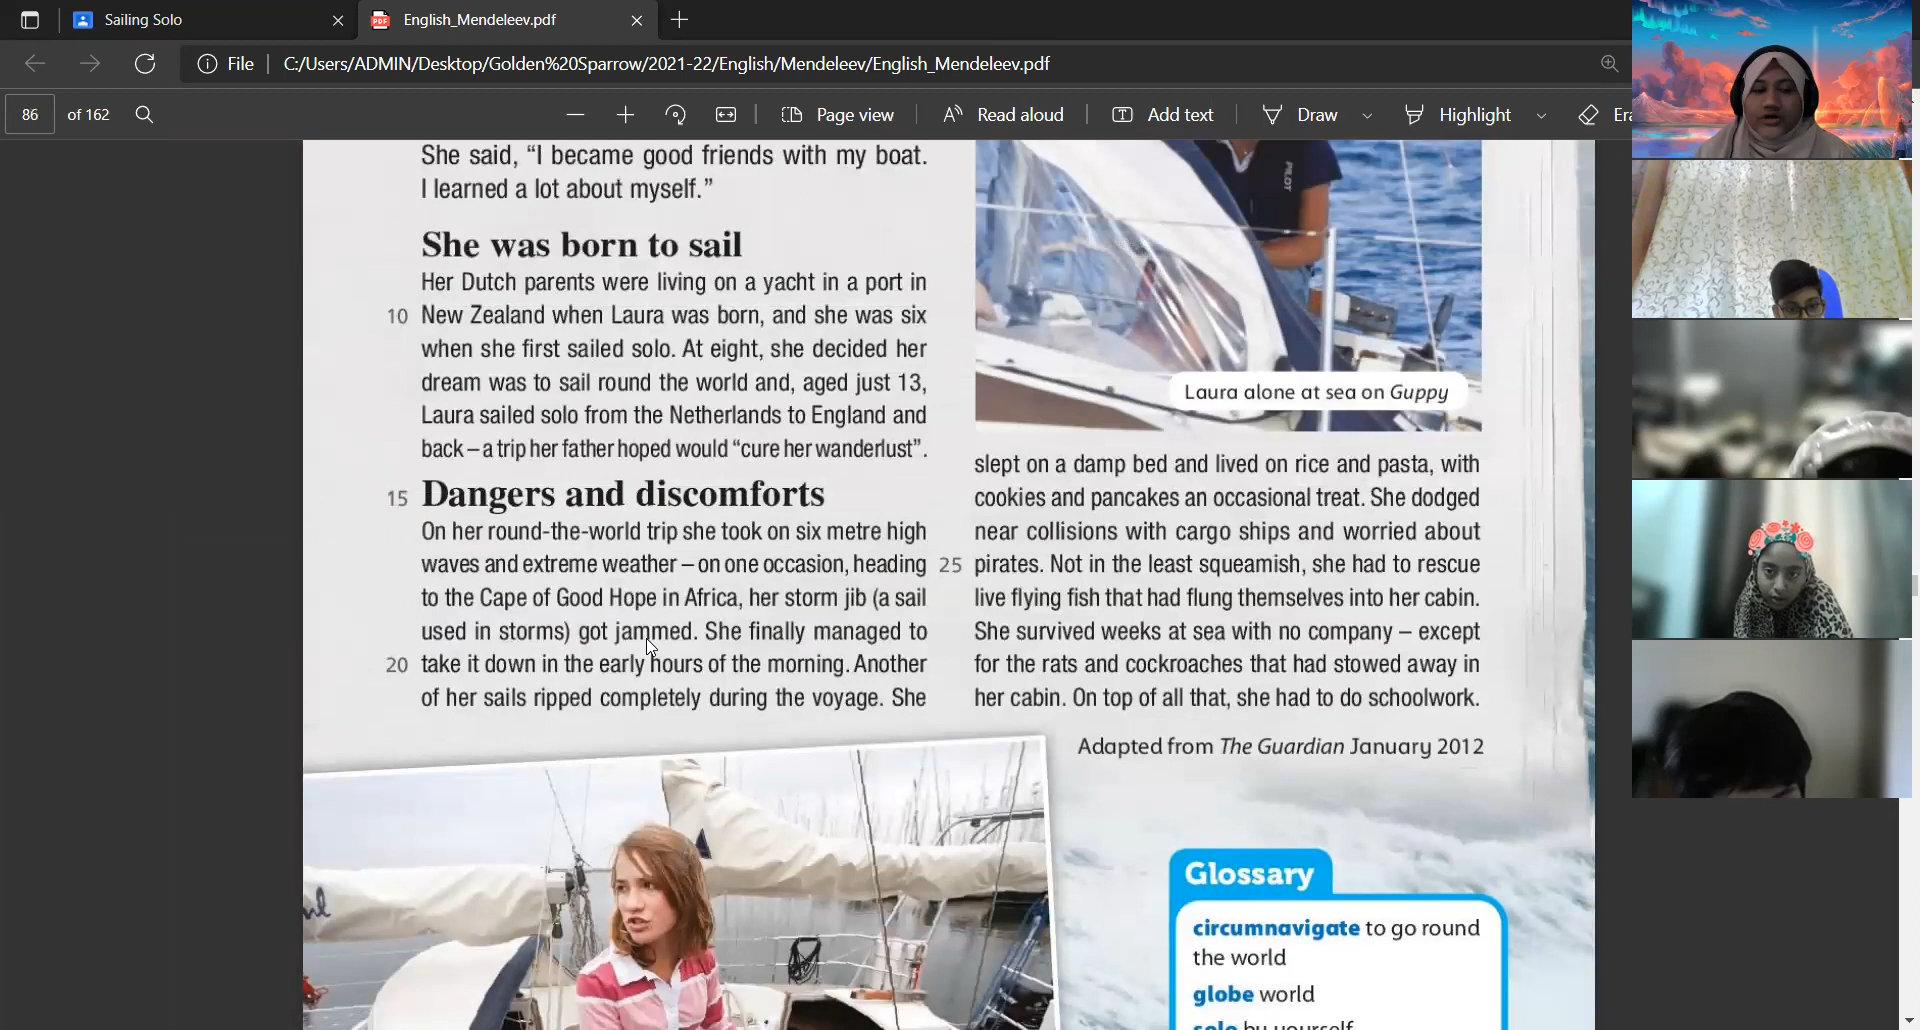 Sailing Solo
English_Mendeleev.pdf
File
C:/Users/ADMIN/Desktop/Golden%20Sparrow/2021-22/English/Mendeleev/English_Mendeleev.pdf
86 of 162
Page view
Read aloud
Add text
Draw
Highlight
Era
She said, “I became good friends with my boat.
I learned a lot about myself.”
She was born to sail
Her Dutch parents were living on a yacht in a port in
10 New Zealand when Laura was born, and she was six
when she first sailed solo. At eight, she decided her
dream was to sail round the world and, aged just 13,
Laura sailed solo from the Netherlands to England and
back – a trip her father hoped would “cure her wanderlust”.
15 Dangers and discomforts
On her round-the-world trip she took on six metre high
waves and extreme weather – on one occasion, heading
to the Cape of Good Hope in Africa, her storm jib (a sail
used in storms) got jammed. She finally managed to
20 take it down in the early hours of the morning. Another
of her sails ripped completely during the voyage. She
PILOT
Laura alone at sea on Guppy
slept on a damp bed and lived on rice and pasta, with
cookies and pancakes an occasional treat. She dodged
near collisions with cargo ships and worried about
25 pirates. Not in the least squeamish, she had to rescue
live flying fish that had flung themselves into her cabin.
She survived weeks at sea with no company – except
for the rats and cockroaches that had stowed away in
her cabin. On top of all that, she had to do schoolwork.
Adapted from The Guardian January 2012
Glossary
circumnavigate to go round
the world
globe world
solo by yourself